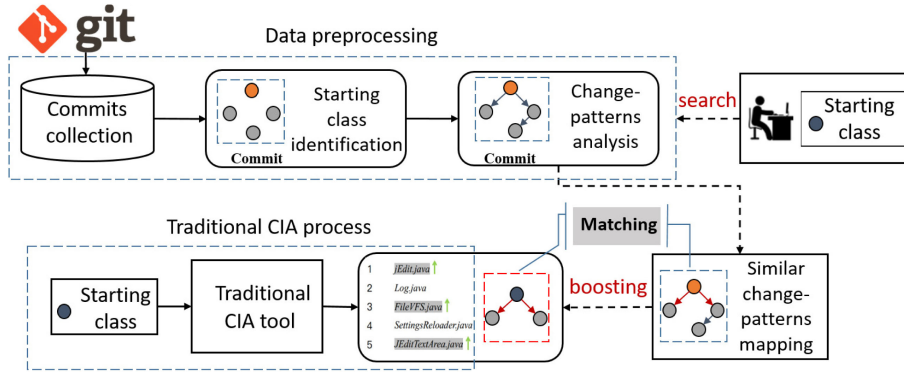 git
Data preprocessing
Commits
collection
Starting
class
identification
Commit
Change-
patterns
analysis
Commit
search
Starting
class
Traditional CIA process
Matching
Starting
class
Traditional
CIA tool
1 jEdit.java
2 Log.java
3 FileVFS.java
4 SettingsReloader.java
5 JEditTextArea.java
boosting
Similar
change-
patterns
mapping